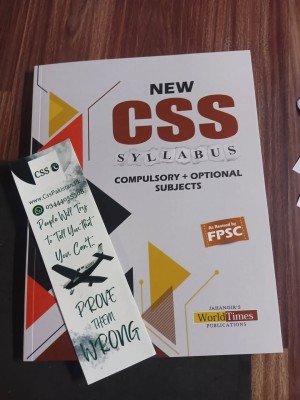 NEW
CSS
SYLLABUS
COMPULSORY + OPTIONAL
SUBJECTS
As Revised by
FPSC
JAHANGIR'S
WorldTimes
PUBLICATIONS
CSS
People Will Try
to Tell You That
You Can't
PROVE
THEM
WRONG